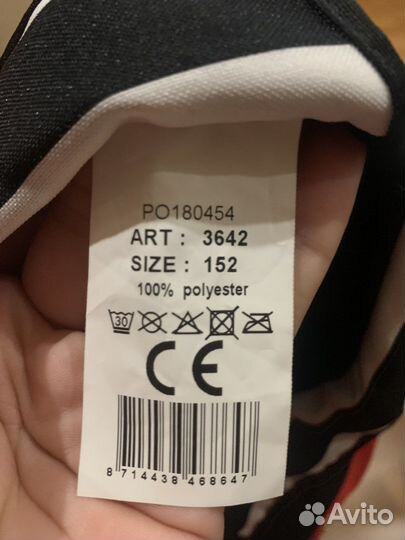 PO180454
ART : 3642
SIZE : 152
100% polyester
30
CE
8 714438 468647
Avito